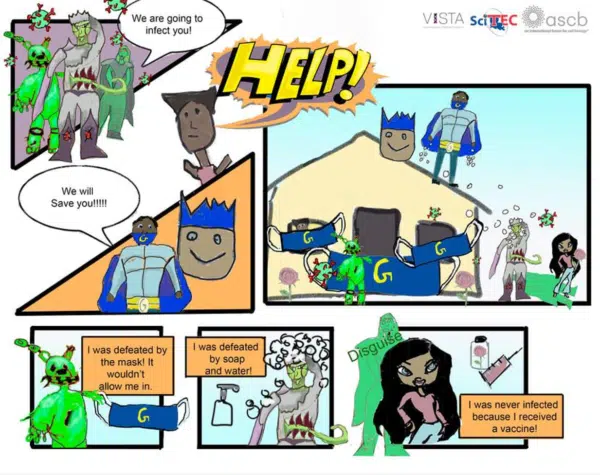 We are going to
infect you!
VISTA
SciTEC
ascb
HELP!
We will
Save you!!!!!
G
G
G
G
G
I was defeated by
the mask! It
wouldn't
allow me in.
G
I was defeated
by soap
and water!
Disguise
I was never infected
because I received
a vaccine!